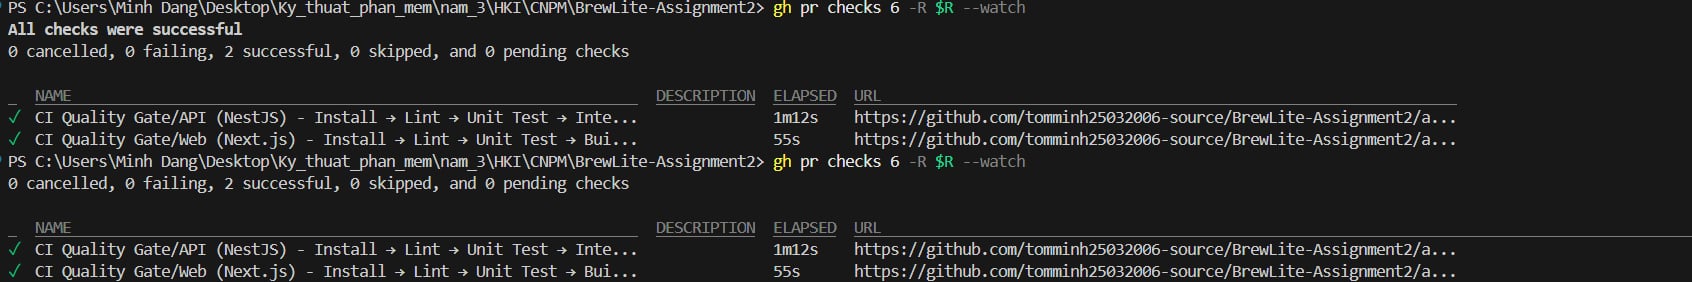 PS C:\Users\Minh Dang\Desktop\Ky_thuat_phan_mem\nam_3\HKI\CNPM\BrewLite-Assignment2> gh pr checks 6 -R $R --watch
All checks were successful
0 cancelled, 0 failing, 2 successful, 0 skipped, and 0 pending checks
_ NAME DESCRIPTION ELAPSED URL
✓ CI Quality Gate/API (NestJS) - Install → Lint → Unit Test → Inte... 1m12s https://github.com/tomminh25032006-source/BrewLite-Assignment2/a...
✓ CI Quality Gate/Web (Next.js) - Install → Lint → Unit Test → Bui... 55s https://github.com/tomminh25032006-source/BrewLite-Assignment2/a...
PS C:\Users\Minh Dang\Desktop\Ky_thuat_phan_mem\nam_3\HKI\CNPM\BrewLite-Assignment2> gh pr checks 6 -R $R --watch
0 cancelled, 0 failing, 2 successful, 0 skipped, and 0 pending checks
_ NAME DESCRIPTION ELAPSED URL
✓ CI Quality Gate/API (NestJS) - Install → Lint → Unit Test → Inte... 1m12s https://github.com/tomminh25032006-source/BrewLite-Assignment2/a...
✓ CI Quality Gate/Web (Next.js) - Install → Lint → Unit Test → Bui... 55s https://github.com/tomminh25032006-source/BrewLite-Assignment2/a...